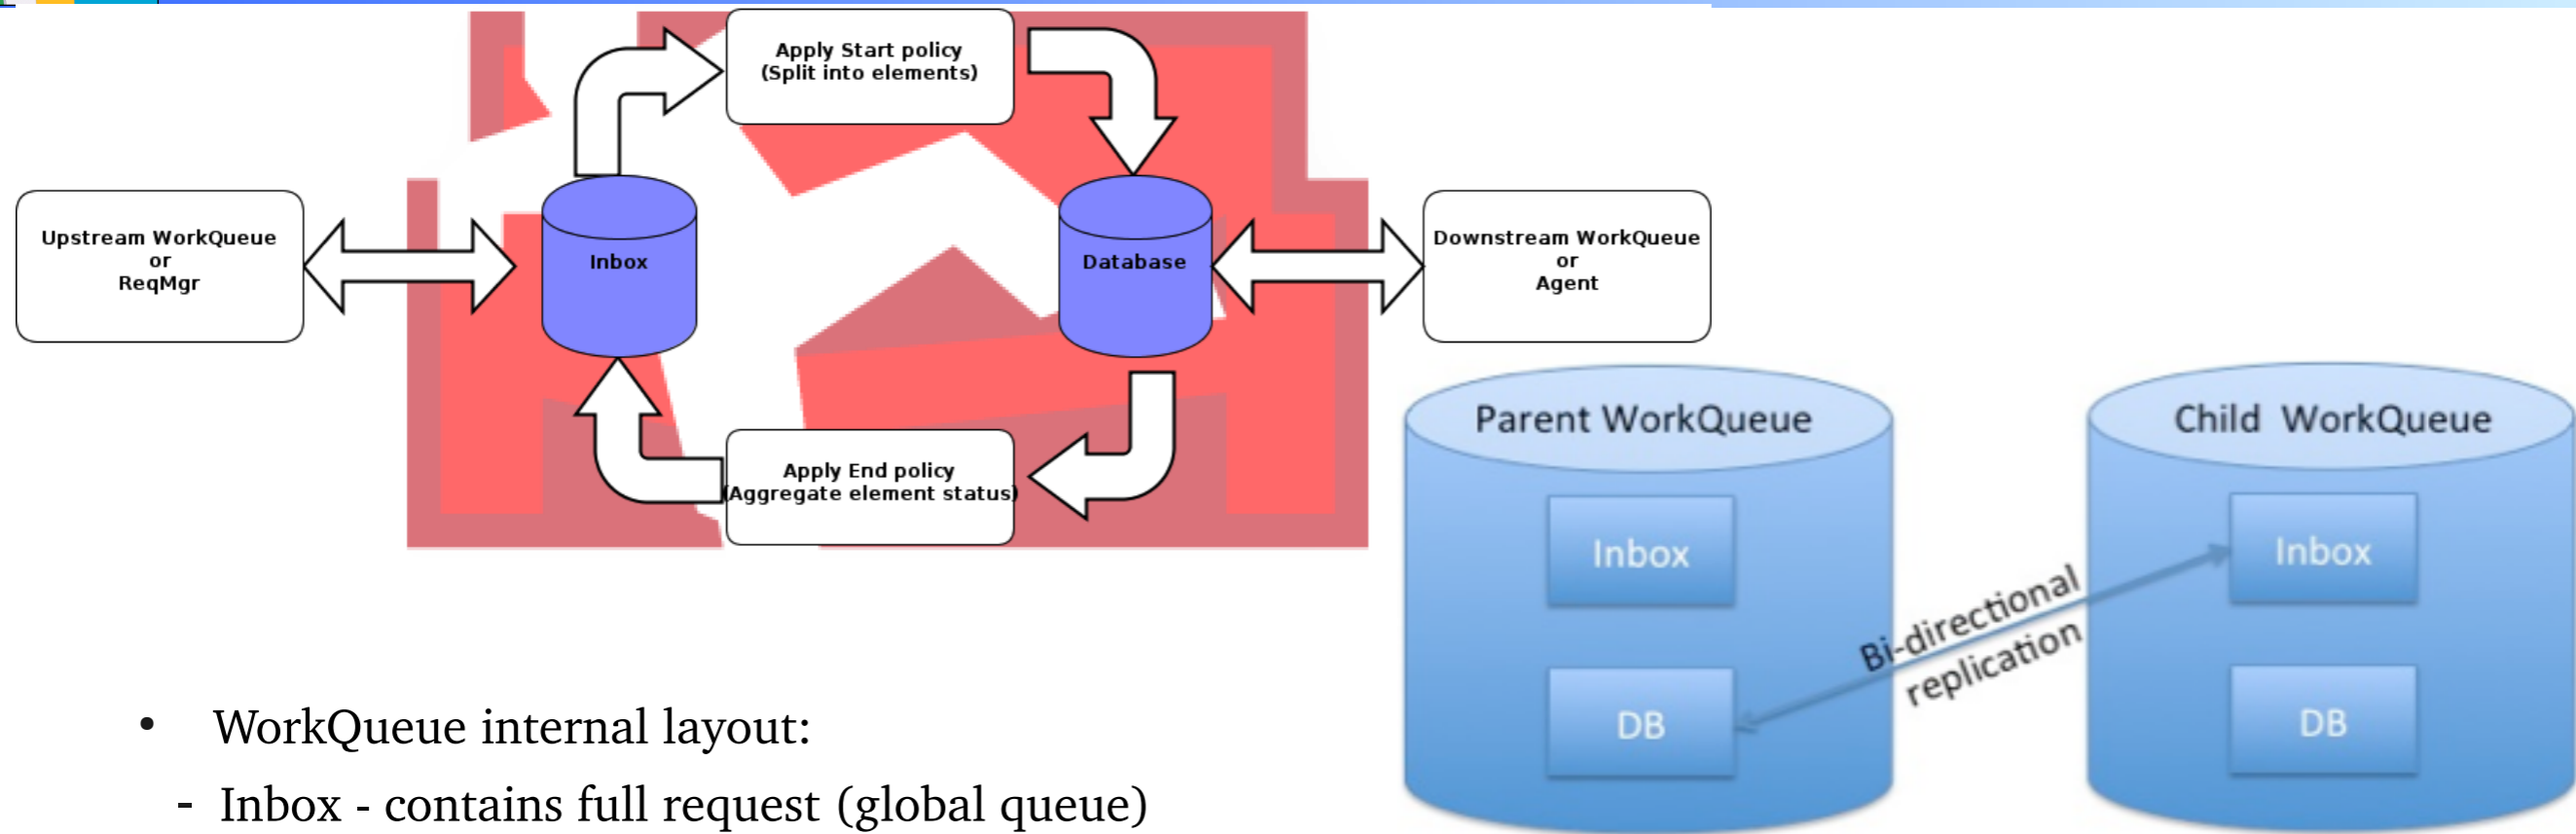 Apply Start policy
(Split into elements)
Upstream WorkQueue
or
ReqMgr
Inbox
Database
Downstream WorkQueue
or
Agent
Apply End policy
(Aggregate element status)
Parent WorkQueue
Inbox
DB
Bi-directional
replication
Child WorkQueue
Inbox
DB
• WorkQueue internal layout:
- Inbox - contains full request (global queue)